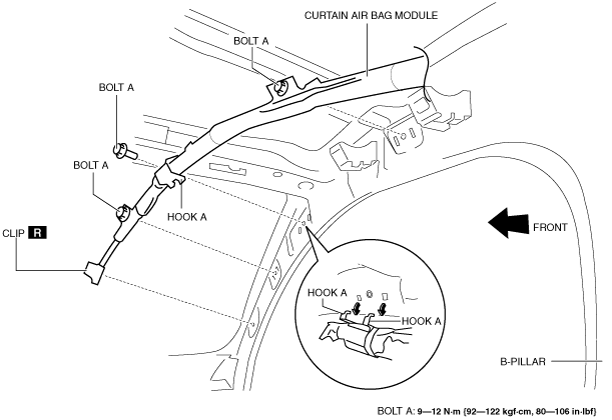 CURTAIN AIR BAG MODULE
BOLT A
BOLT A
BOLT A
HOOK A
CLIP R
FRONT
HOOK A
HOOK A
B-PILLAR
BOLT A: 9—12 N·m {92—122 kgf·cm, 80—106 in·lbf}